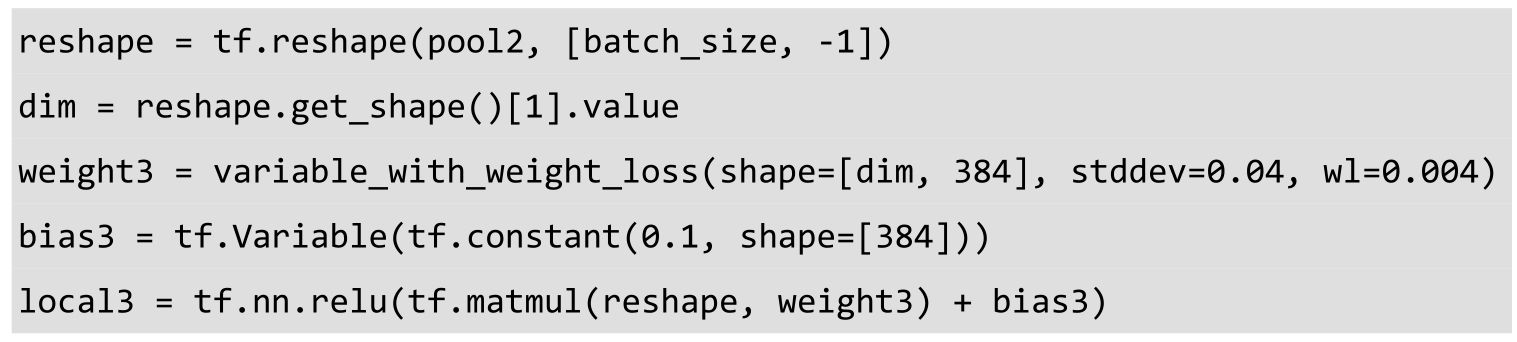 reshape = tf.reshape(pool2, [batch_size, -1])
dim = reshape.get_shape()[1].value
weight3 = variable_with_weight_loss(shape=[dim, 384], stddev=0.04, wl=0.004)
bias3 = tf.Variable(tf.constant(0.1, shape=[384]))
local3 = tf.nn.relu(tf.matmul(reshape, weight3) + bias3)